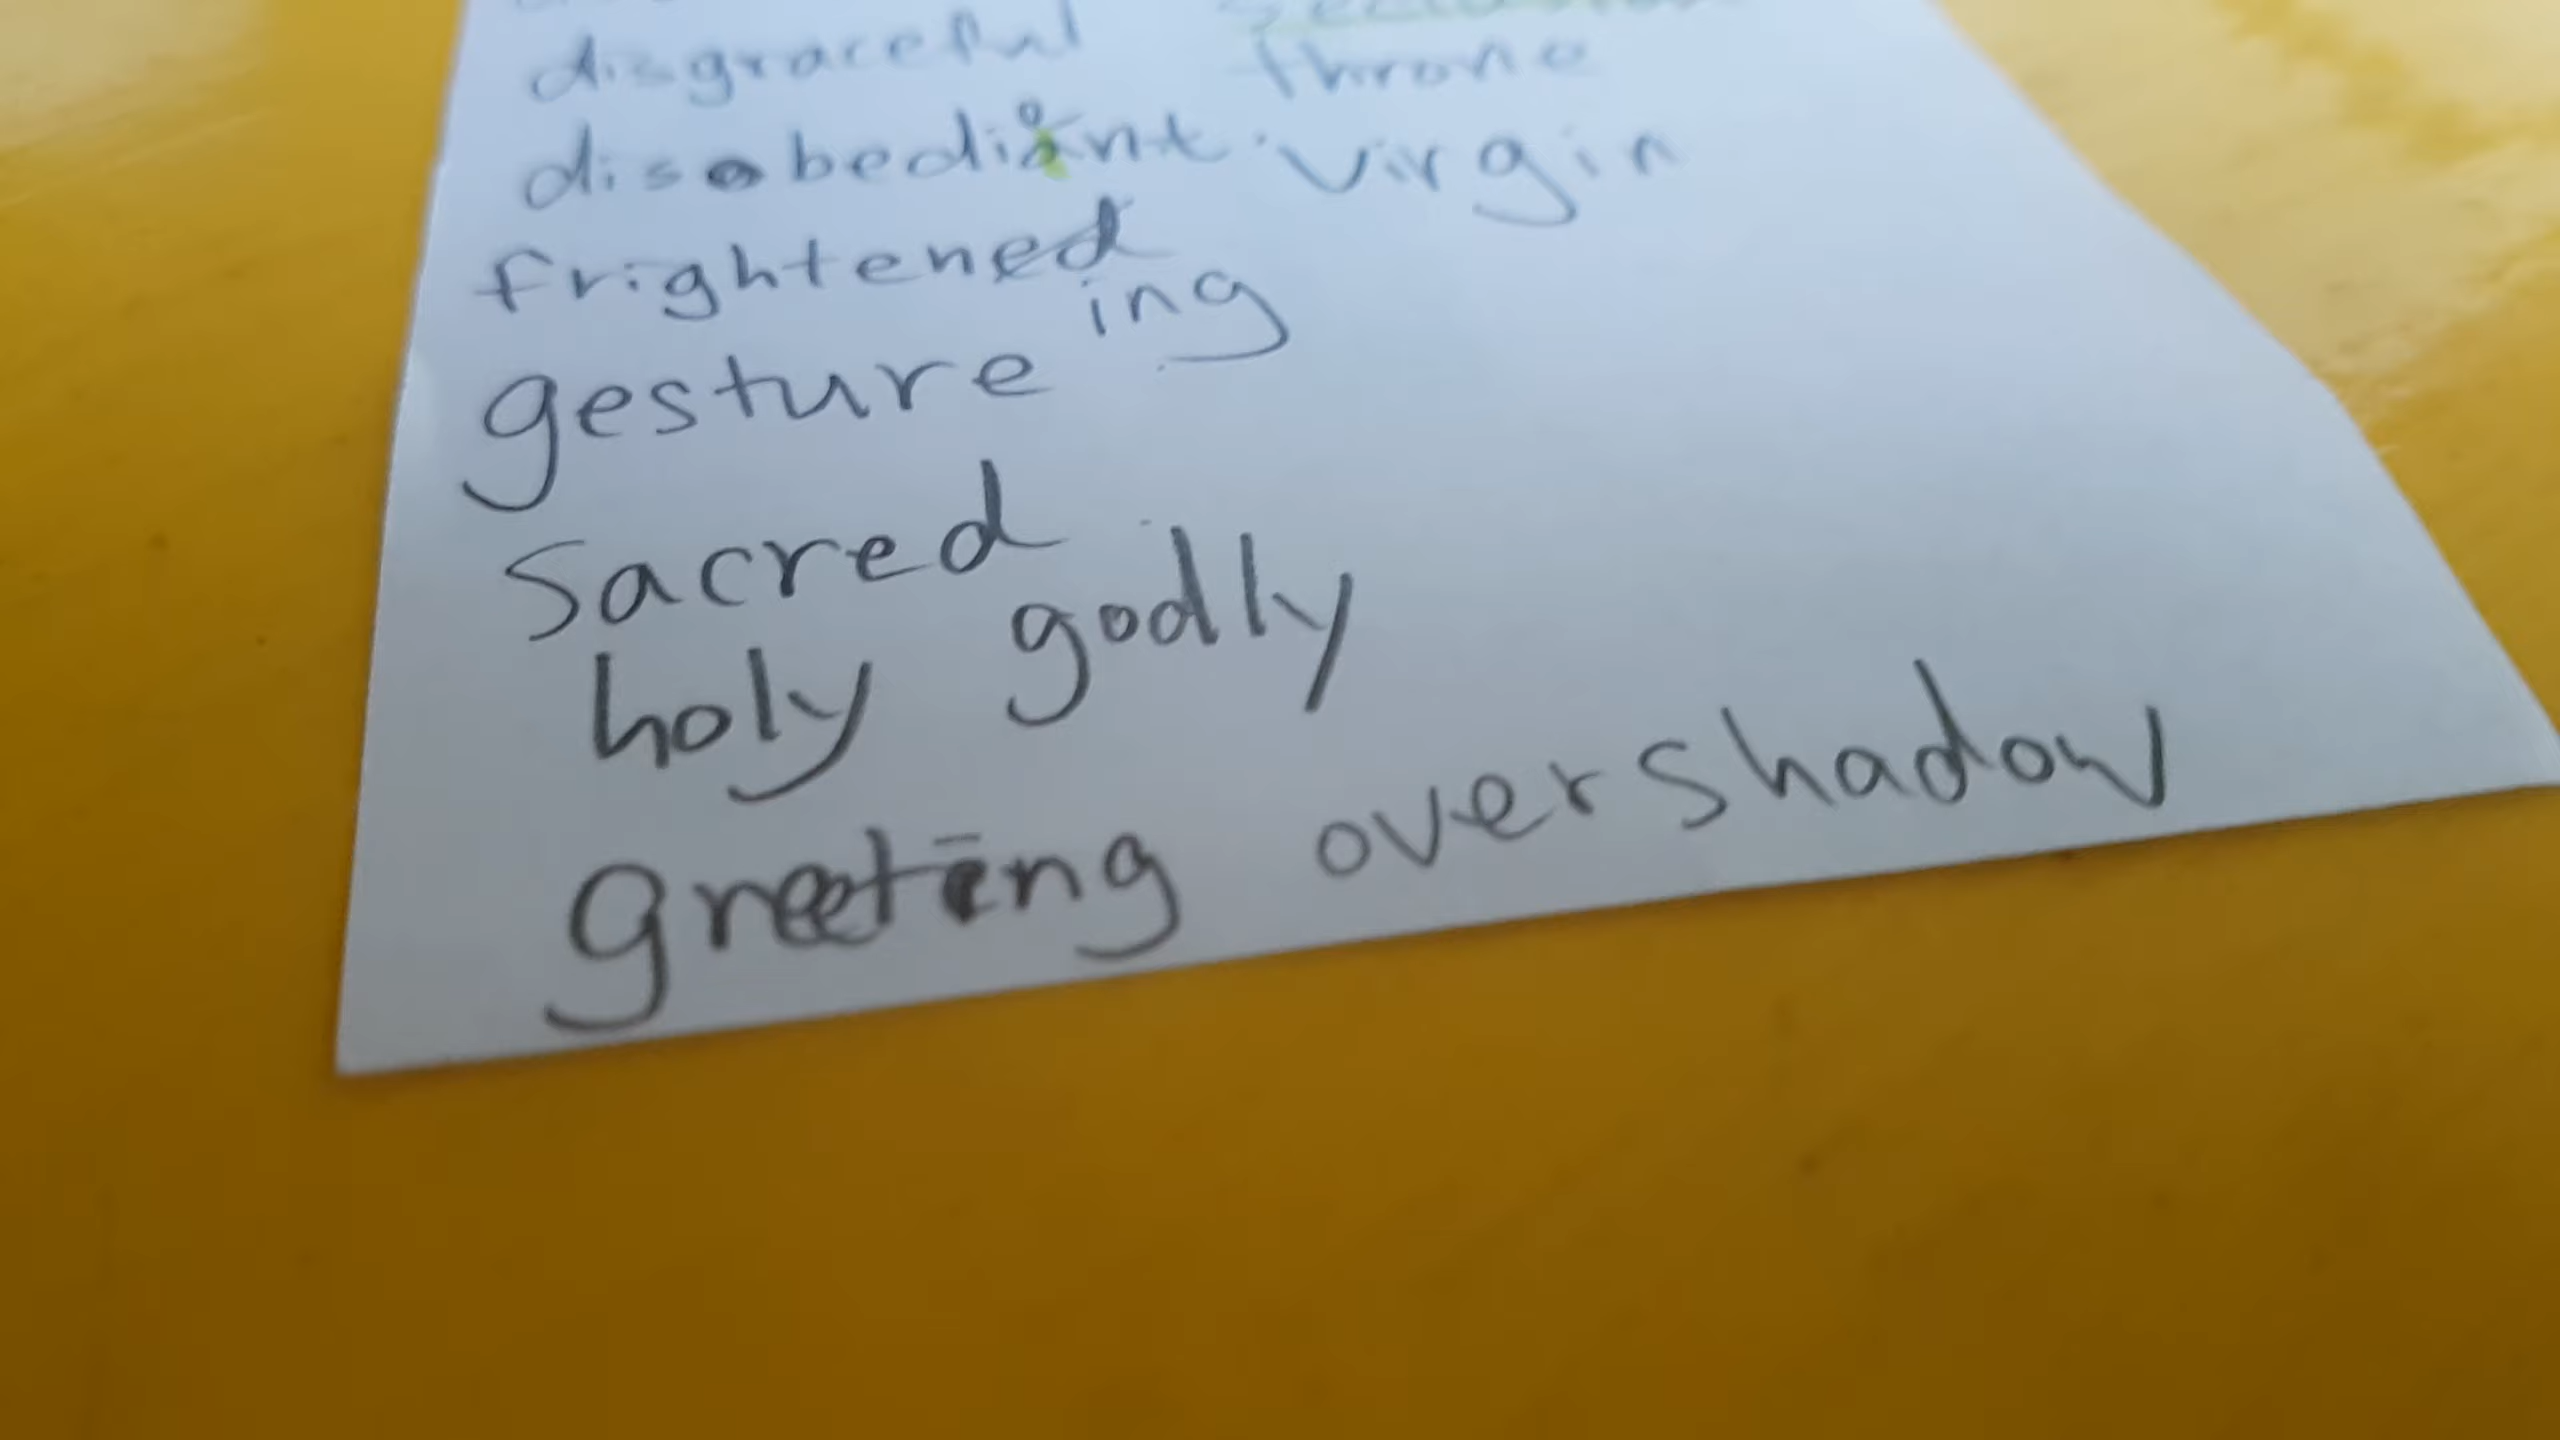 disgraceful throne
disobediant virgin
frightened
ing
gesture
Sacred
holy godly
greeting overshadow